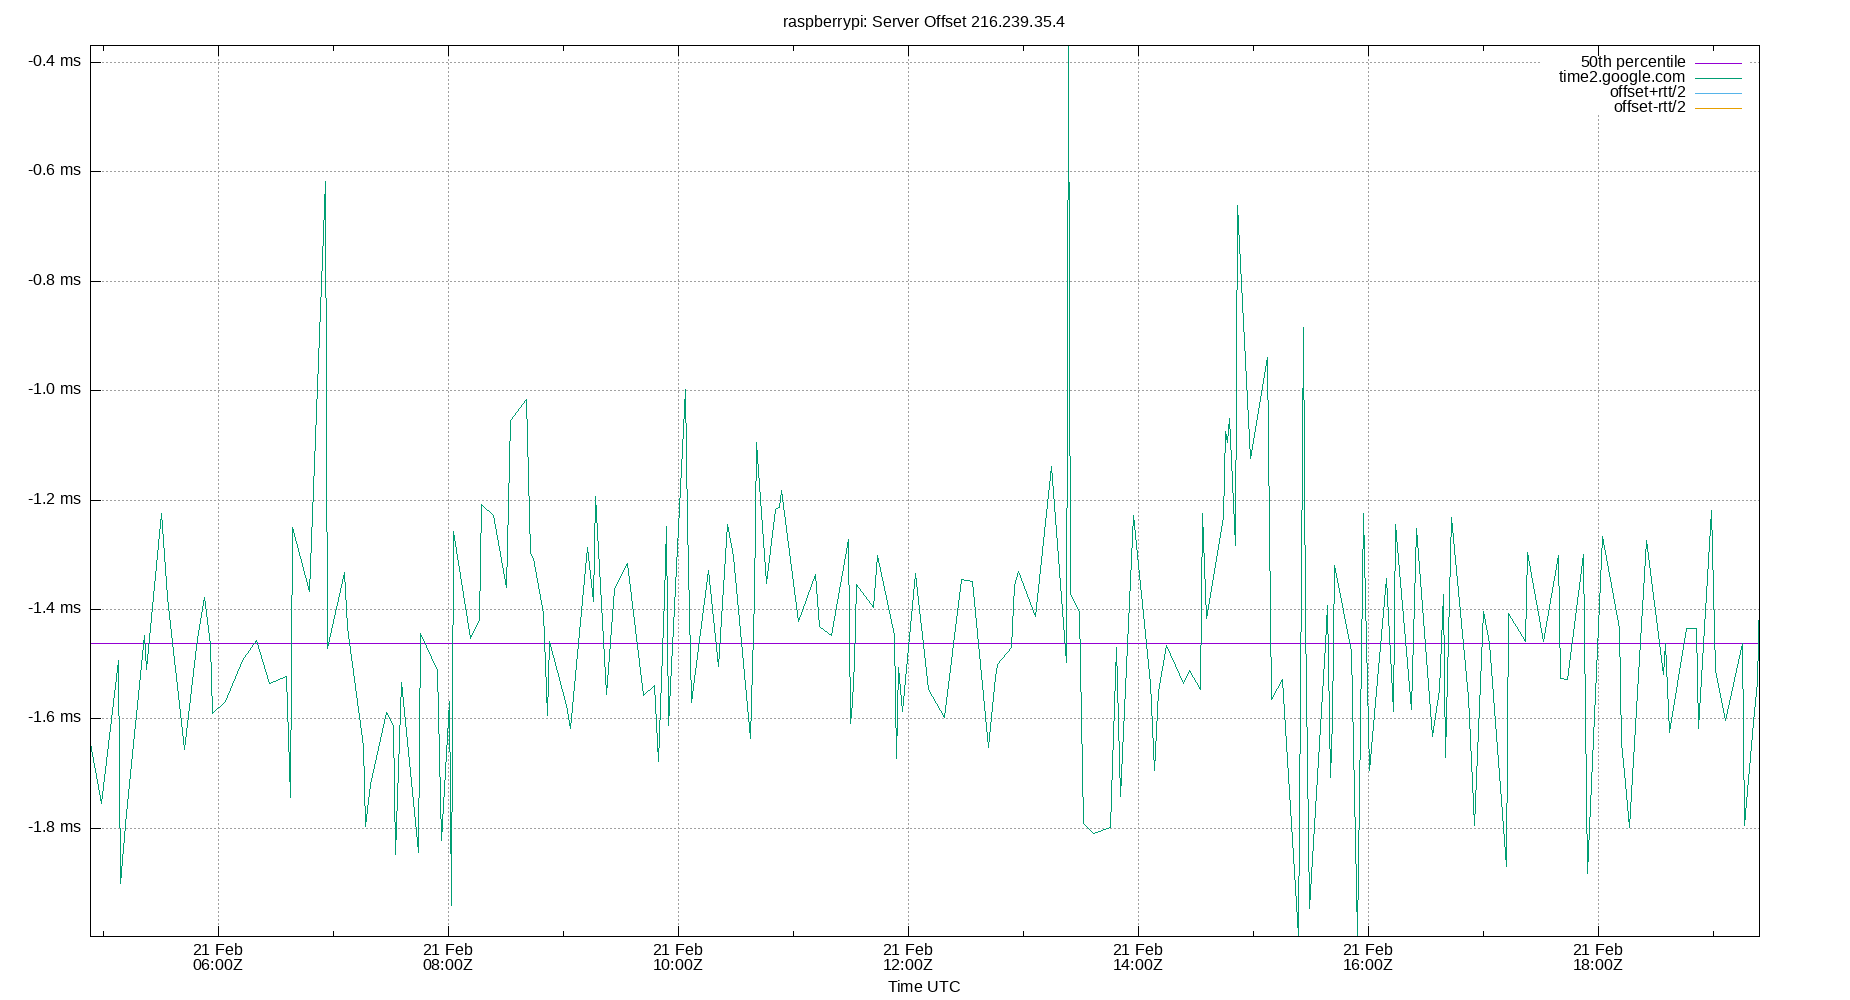 raspberrypi: Server Offset 216.239.35.4
-0.4 ms
-0.6 ms
-0.8 ms
-1.0 ms
-1.2 ms
-1.4 ms
-1.6 ms
-1.8 ms
50th percentile
time2.google.com
offset+rtt/2
offset-rtt/2
21 Feb
06:00Z
21 Feb
08:00Z
21 Feb
10:00Z
21 Feb
12:00Z
21 Feb
14:00Z
21 Feb
16:00Z
21 Feb
18:00Z
Time UTC